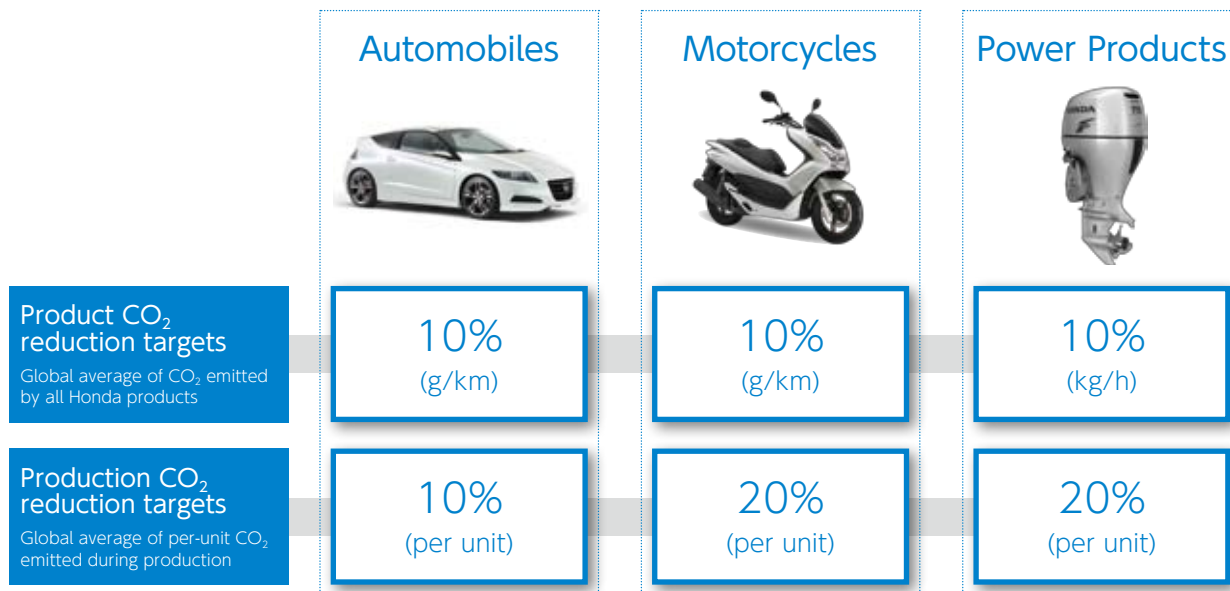 Automobiles
Motorcycles
Power Products
HONDA
Product CO₂
reduction targets
Global average of CO₂ emitted
by all Honda products
10%
(g/km)
10%
(g/km)
10%
(kg/h)
Production CO₂
reduction targets
Global average of per-unit CO₂
emitted during production
10%
(per unit)
20%
(per unit)
20%
(per unit)